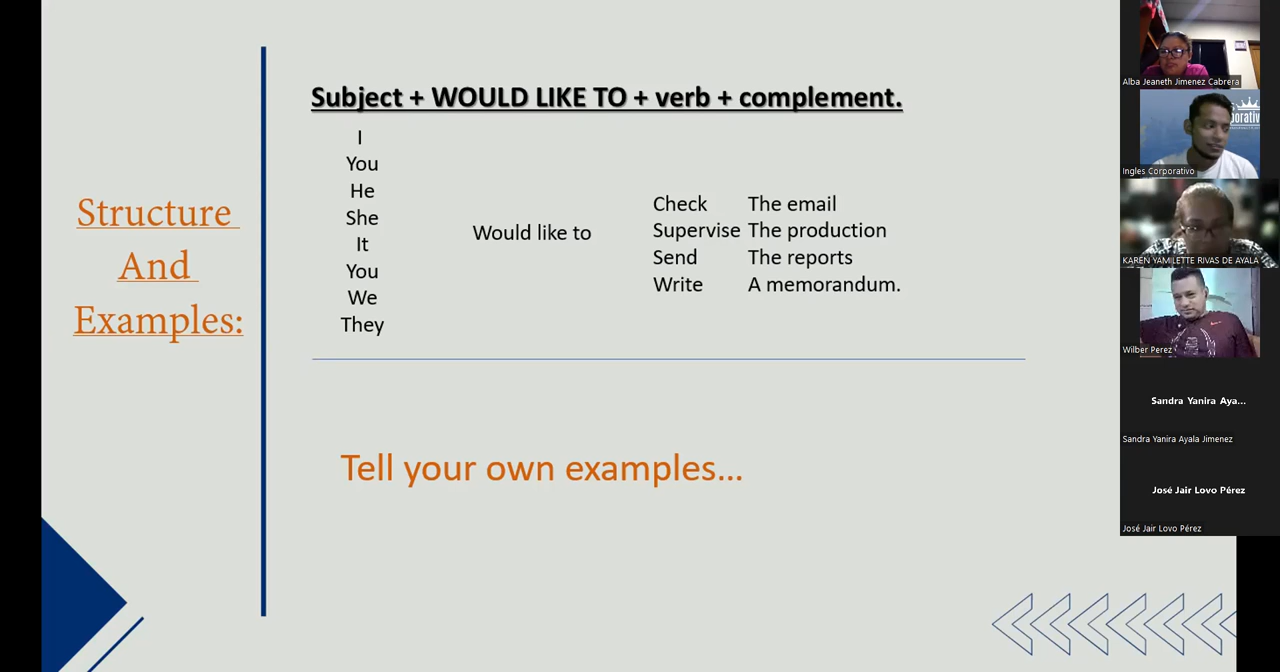 Structure
And
Examples:
Subject + WOULD LIKE TO + verb + complement.
I
You
He
She
It
You
We
They
Would like to
Check The email
Supervise The production
Send The reports
Write A memorandum.
Tell your own examples...
Alba Jeaneth Jimenez Cabrera
porativ
Ingles Corporativo
KAREN YAMILETTE RIVAS DE AYALA
Wilber Perez
Sandra Yanira Aya...
Sandra Yanira Ayala Jimenez
José Jair Lovo Pérez
José Jair Lovo Pérez